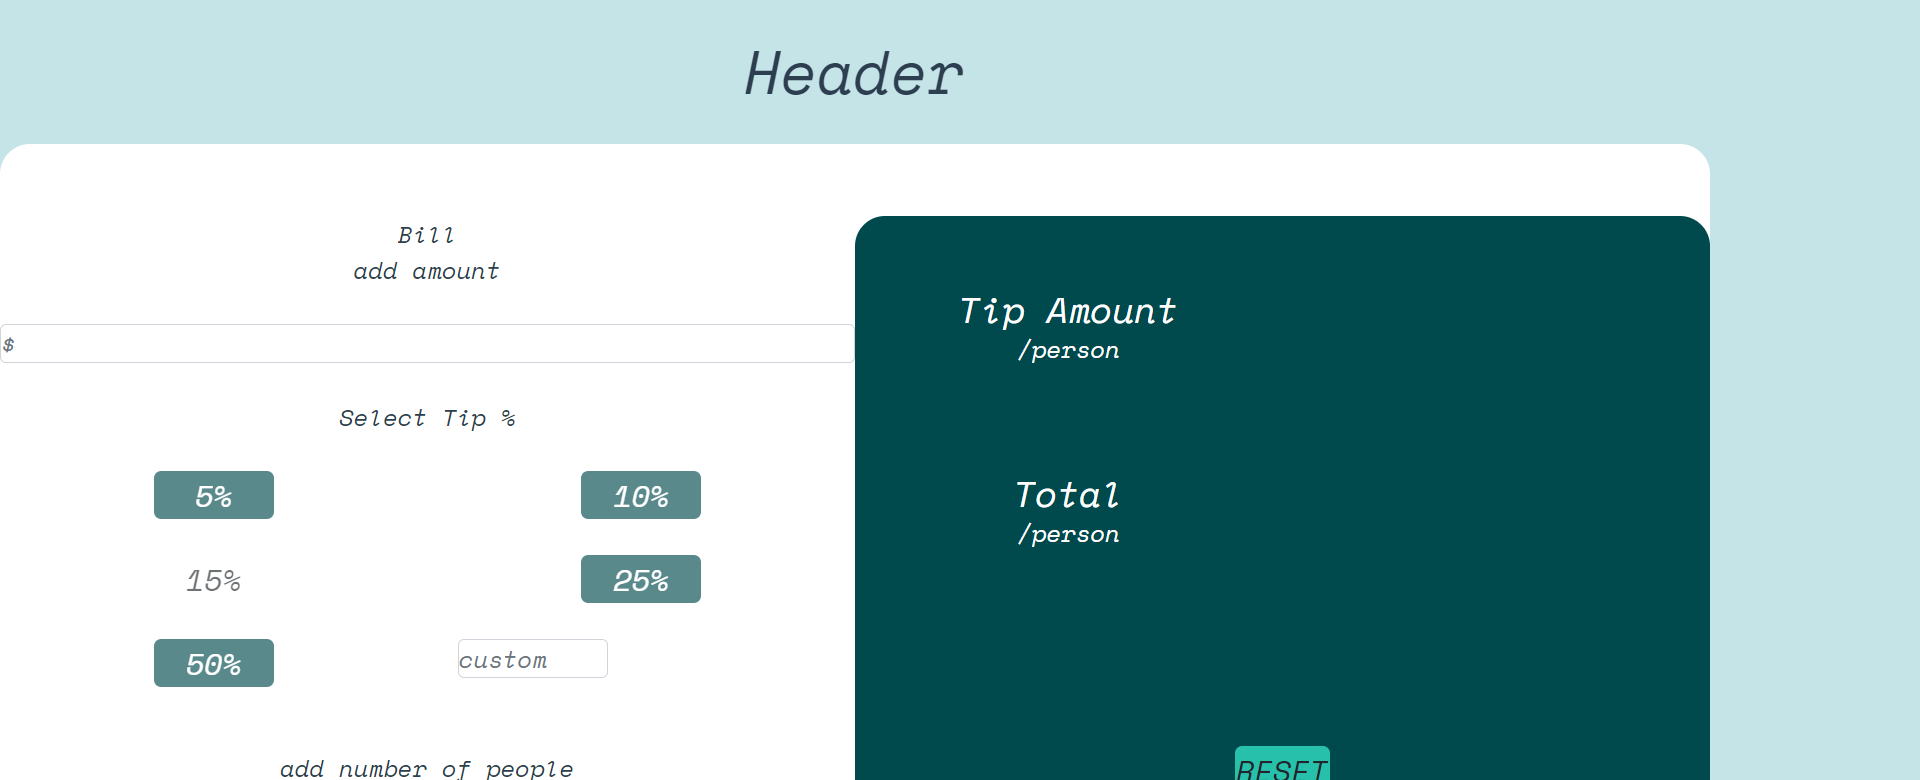 Header
Bill
add amount
$
Select Tip %
5%
10%
15%
25%
50%
custom
add number of people
Tip Amount
/person
Total
/person
RESET